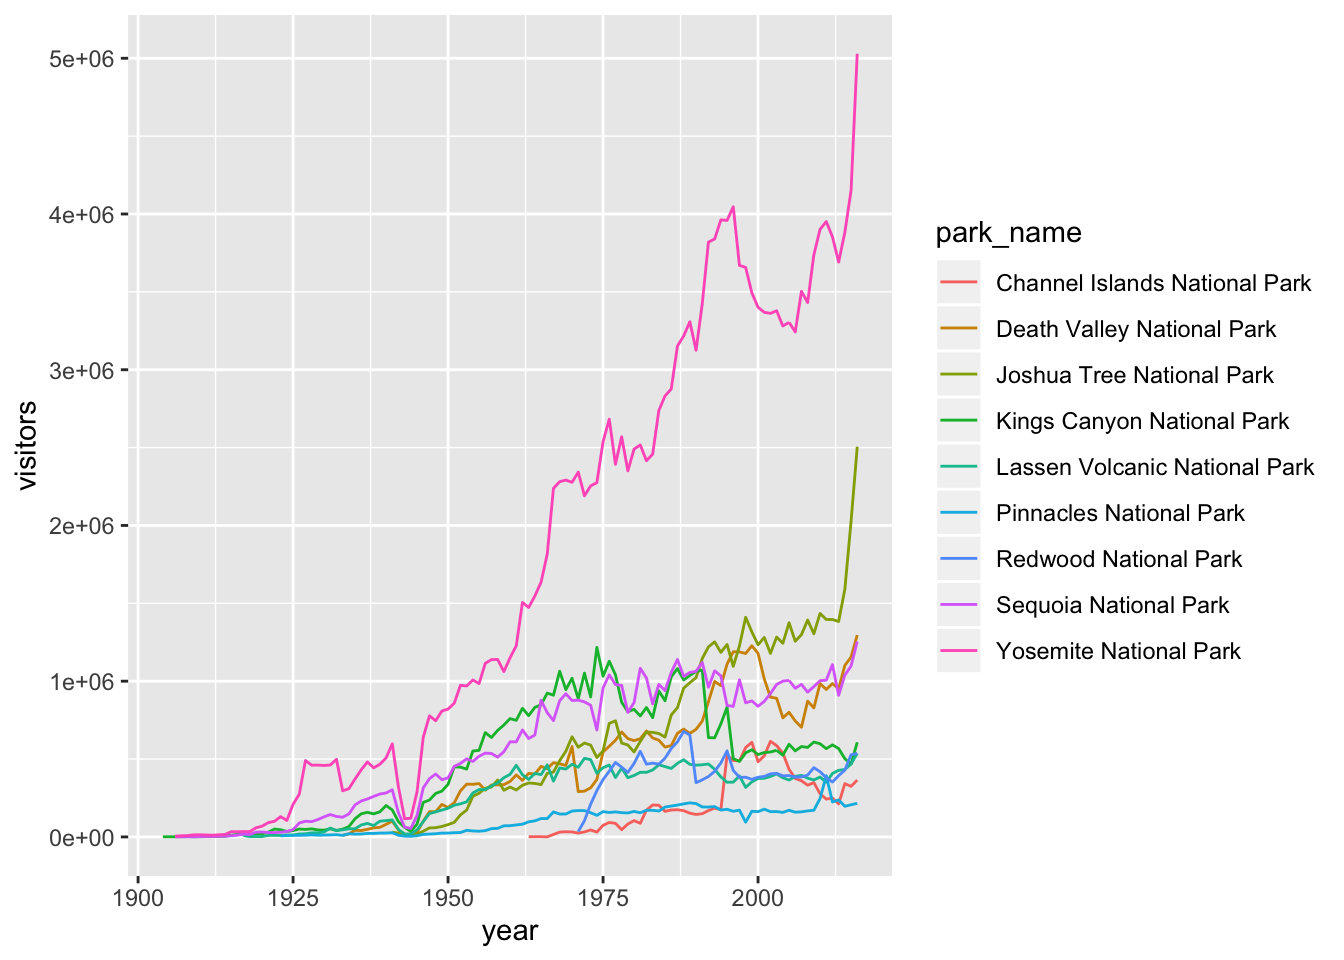 5e+06
4e+06
3e+06
2e+06
1e+06
0e+00
visitors
1900 1925 1950 1975 2000
year
park_name
Channel Islands National Park
Death Valley National Park
Joshua Tree National Park
Kings Canyon National Park
Lassen Volcanic National Park
Pinnacles National Park
Redwood National Park
Sequoia National Park
Yosemite National Park